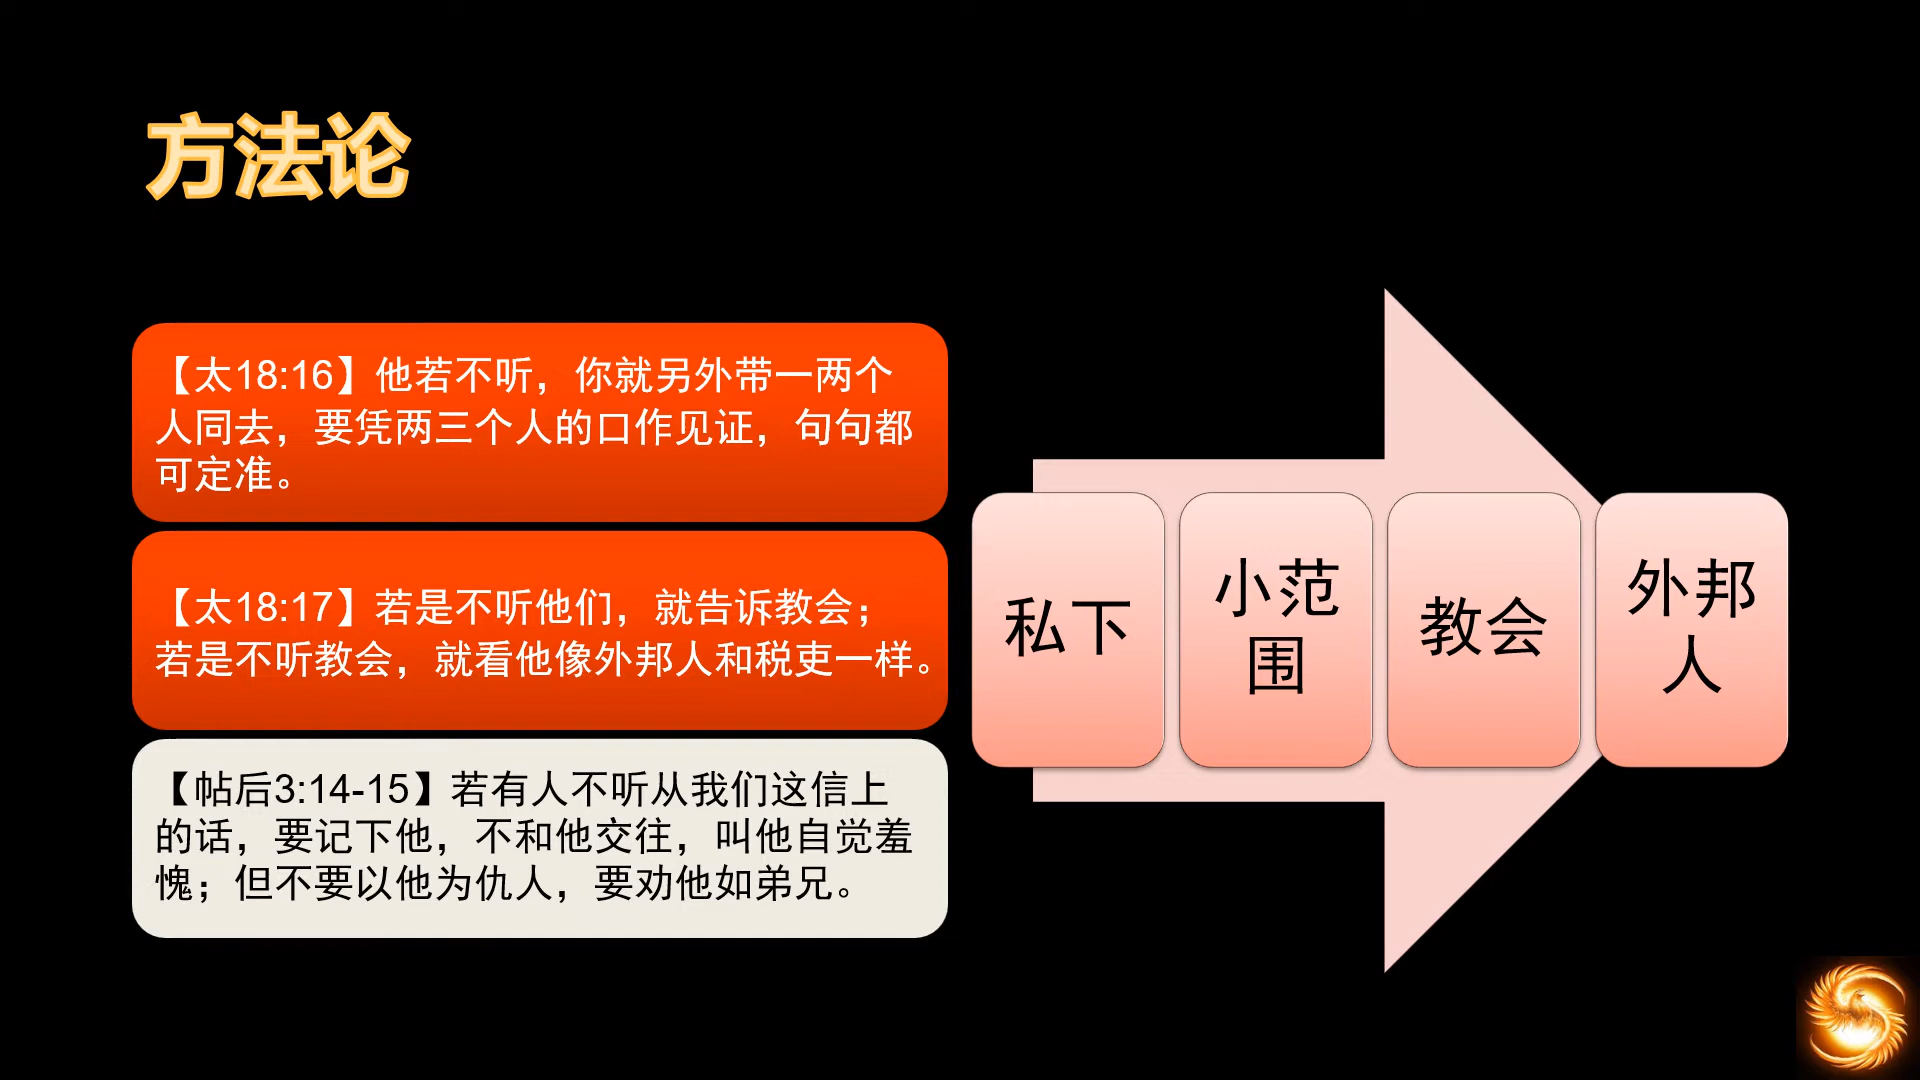 方法论
【太18:16】他若不听，你就另外带一两个
人同去，要凭两三个人的口作见证，句句都
可定准。
【太18:17】若是不听他们，就告诉教会；
若是不听教会，就看他像外邦人和税吏一样。
【帖后3:14-15】若有人不听从我们这信上
的话，要记下他，不和他交往，叫他自觉羞
愧；但不要以他为仇人，要劝他如弟兄。
私下
小范
围
教会
外邦
人